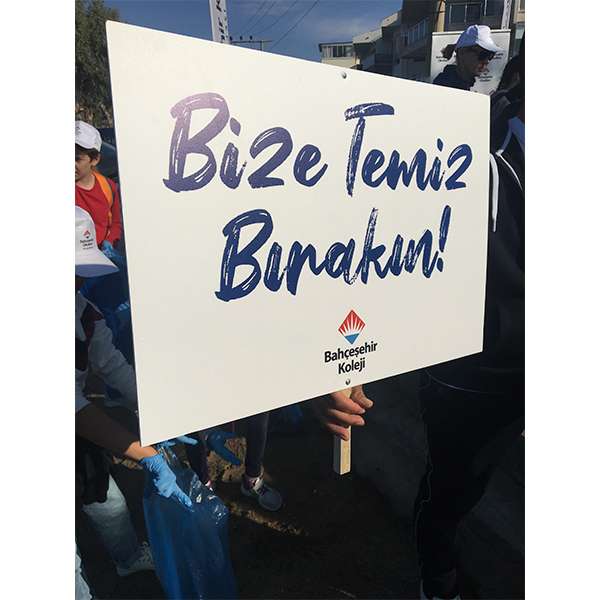 Bize Temiz
Bırakın!
Bahçeşehir
Koleji